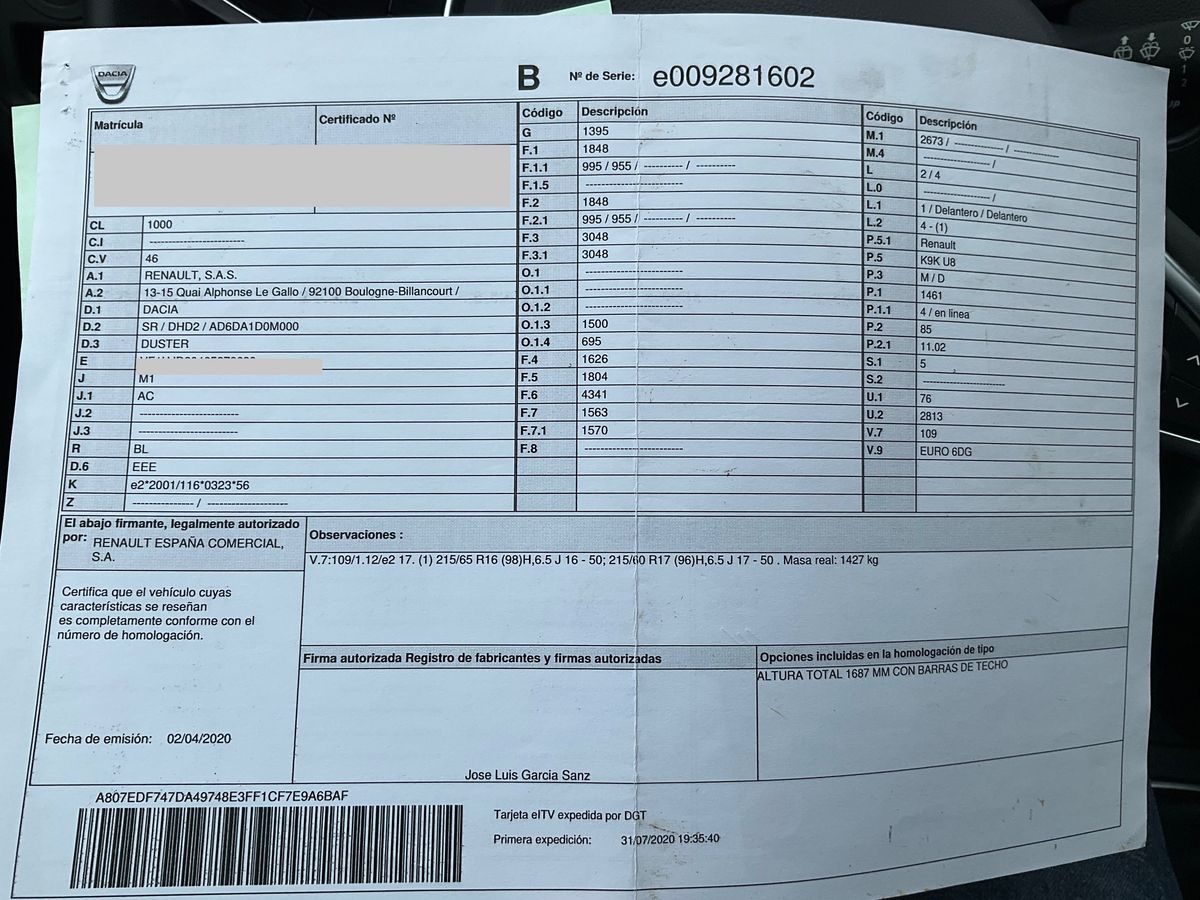 DACIA
B Nº de Serie: e009281602
Matrícula Certificado Nº
CL 1000
C.I ------------------------
C.V 46
A.1 RENAULT, S.A.S.
A.2 13-15 Quai Alphonse Le Gallo / 92100 Boulogne-Billancourt /
D.1 DACIA
D.2 SR / DHD2 / AD6DA1D0M000
D.3 DUSTER
E
J M1
J.1 AC
J.2 ------------------------
J.3 ------------------------
R BL
D.6 EEE
K e2*2001/116*0323*56
Z --------------- / --------------------
Código Descripción
G 1395
F.1 1848
F.1.1 995 / 955 / ---------- / ----------
F.1.5 ------------------------
F.2 1848
F.2.1 995 / 955 / ---------- / ----------
F.3 3048
F.3.1 3048
O.1 ------------------------
O.1.1 ------------------------
O.1.2 ------------------------
O.1.3 1500
O.1.4 695
F.4 1626
F.5 1804
F.6 4341
F.7 1563
F.7.1 1570
F.8 ------------------------
Código Descripción
M.1 2673 / ------------- / ------------
M.4 ----------------- /
L 2 / 4
L.0 ----------------- /
L.1 1 / Delantero / Delantero
L.2 4 - (1)
P.5.1 Renault
P.5 K9K U8
P.3 M / D
P.1 1461
P.1.1 4 / en linea
P.2 85
P.2.1 11.02
S.1 5
S.2 --------------------
U.1 76
U.2 2813
V.7 109
V.9 EURO 6DG
El abajo firmante, legalmente autorizado
por: RENAULT ESPAÑA COMERCIAL,
S.A.
Certifica que el vehículo cuyas
características se reseñan
es completamente conforme con el
número de homologación.
Fecha de emisión: 02/04/2020
Observaciones :
V.7:109/1.12/e2 17. (1) 215/65 R16 (98)H,6.5 J 16 - 50; 215/60 R17 (96)H,6.5 J 17 - 50 . Masa real: 1427 kg
Firma autorizada Registro de fabricantes y firmas autorizadas
Jose Luis Garcia Sanz
Opciones incluidas en la homologación de tipo
ALTURA TOTAL 1687 MM CON BARRAS DE TECHO
A807EDF747DA49748E3FF1CF7E9A6BAF
Tarjeta eITV expedida por DGT
Primera expedición: 31/07/2020 19:35:40